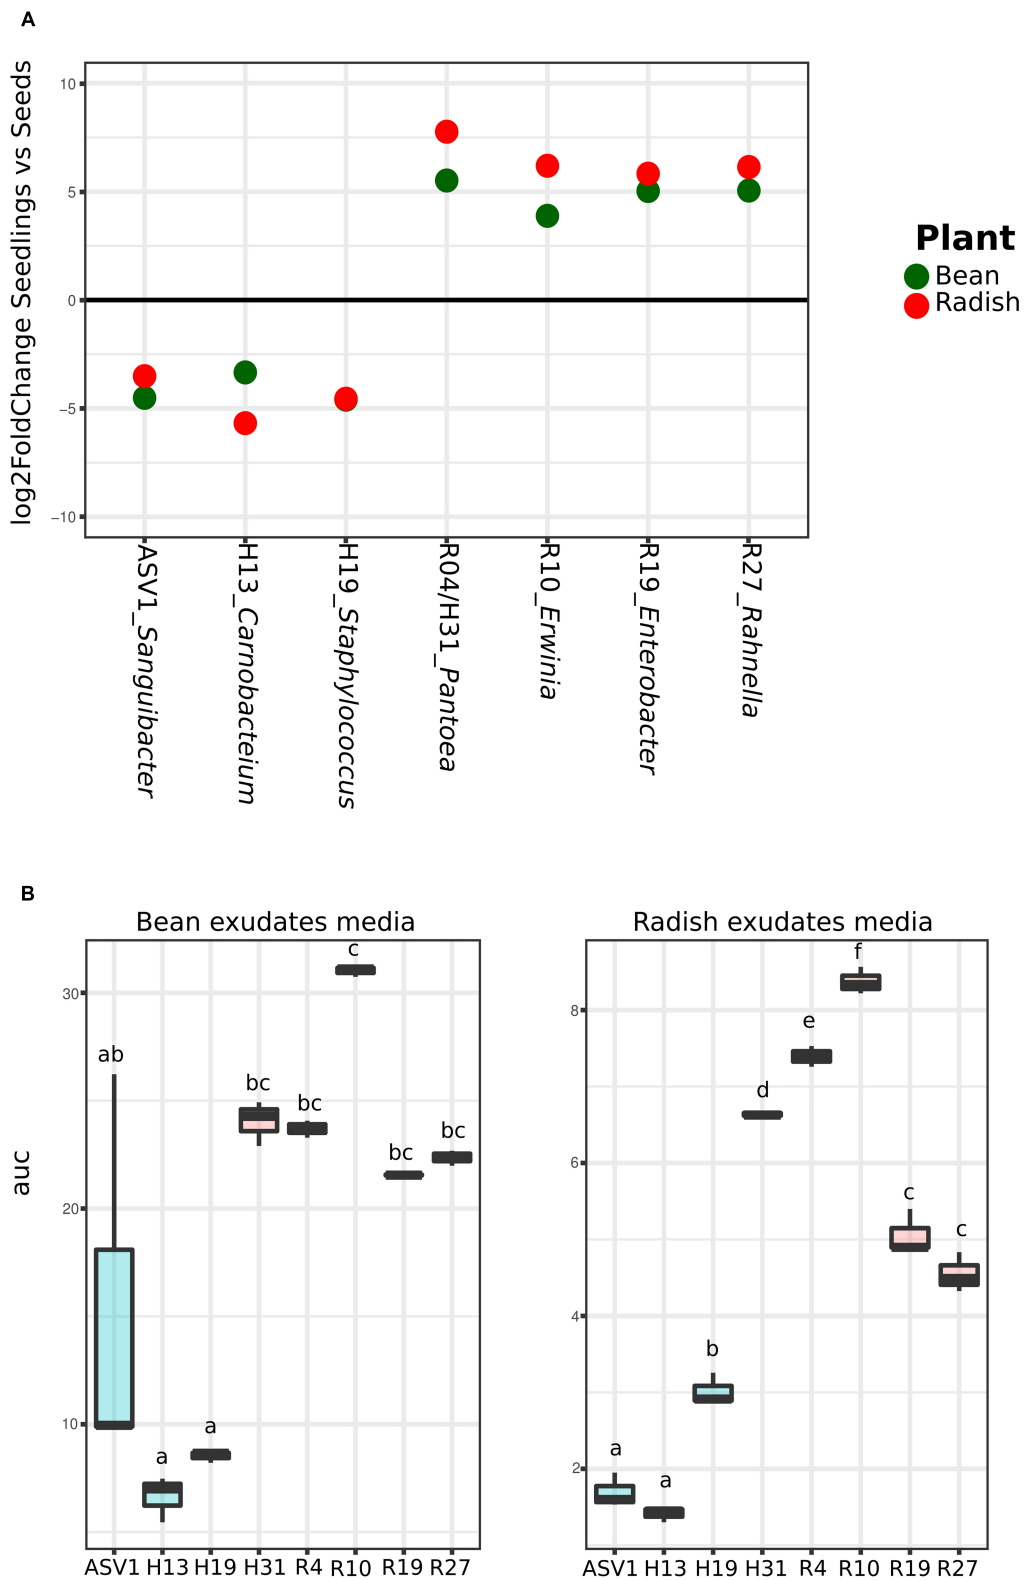 A
log2FoldChange Seedlings vs Seeds
10
5
0
−5
−10
ASV1_Sanguibacter
H13_Carnobacteium
H19_Staphylococcus
R04/H31_Pantoea
R10_Erwinia
R19_Enterobacter
R27_Rahnella
Plant
Bean
Radish
B
Bean exudates media
auc
30
20
10
ab
a
a
bc
bc
c
bc
bc
ASV1 H13 H19 H31 R4 R10 R19 R27
Radish exudates media
8
6
4
2
a
a
b
d
e
f
c
c
ASV1 H13 H19 H31 R4 R10 R19 R27